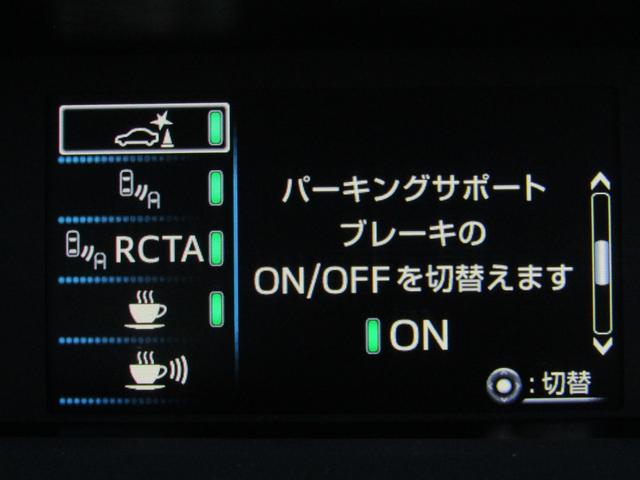 RCTA
パーキングサポート
ブレーキの
ON/OFFを切替えます
ON
:切替